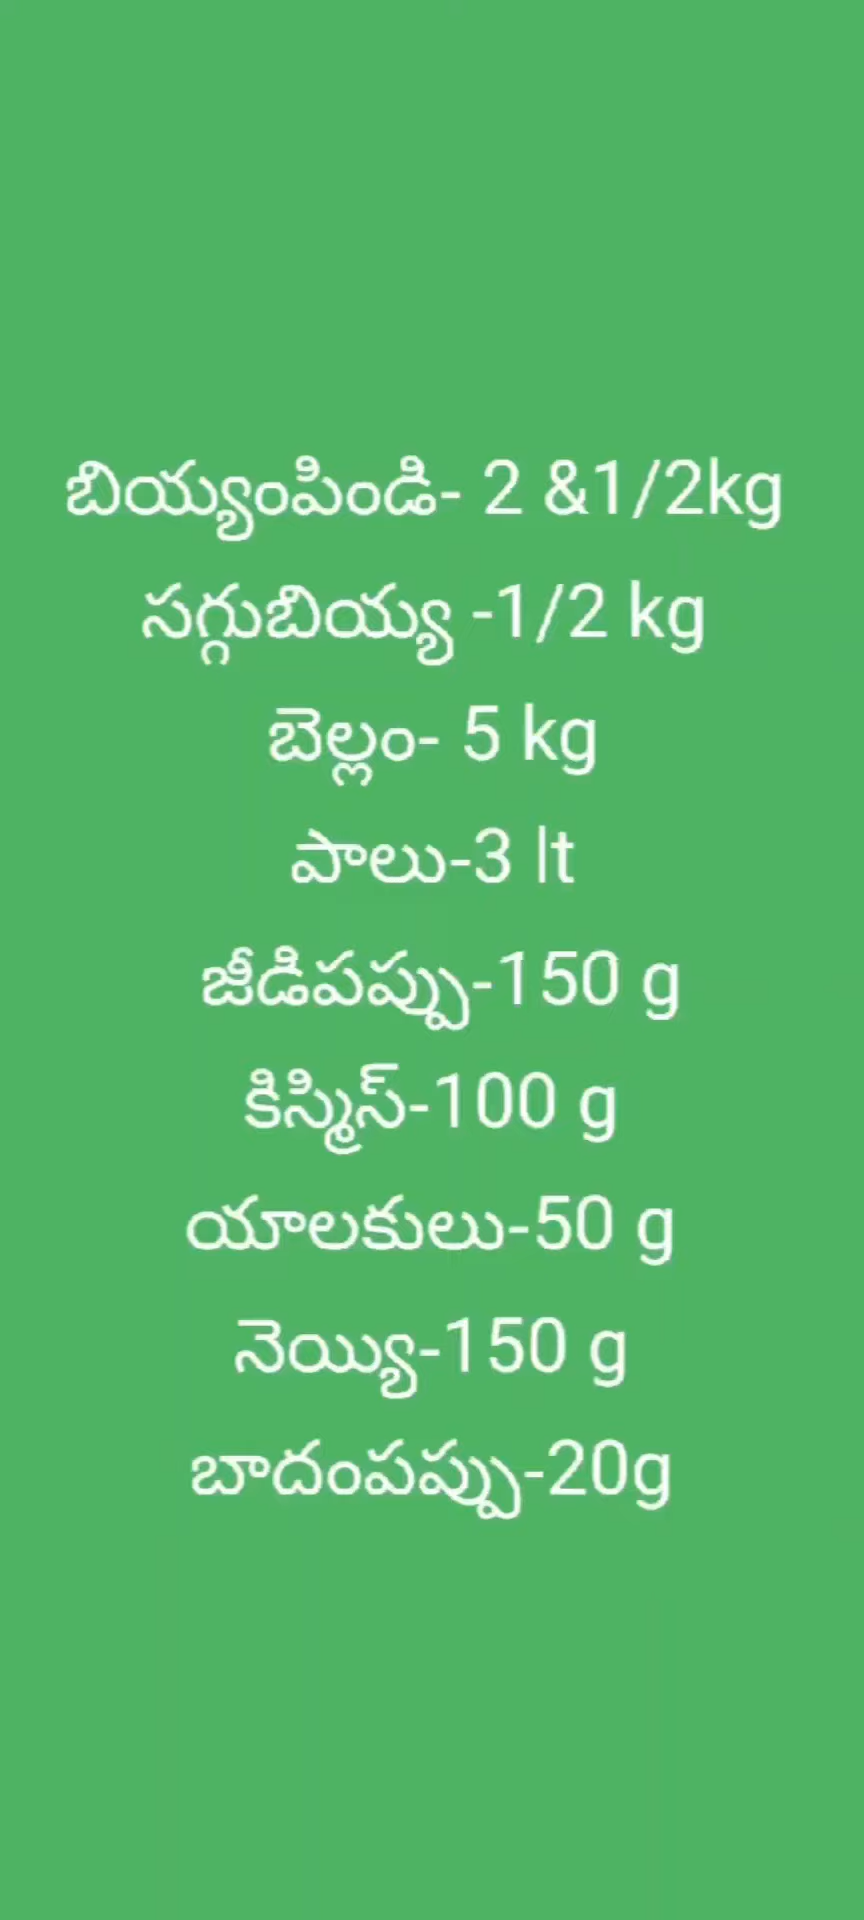 బియ్యంపిండి- 2 &1/2kg
సగ్గుబియ్య -1/2 kg
బెల్లం- 5 kg
పాలు-3 lt
జీడిపప్పు-150 g
కిస్మిస్-100 g
యాలకులు-50 g
నెయ్యి-150 g
బాదంపప్పు-20g